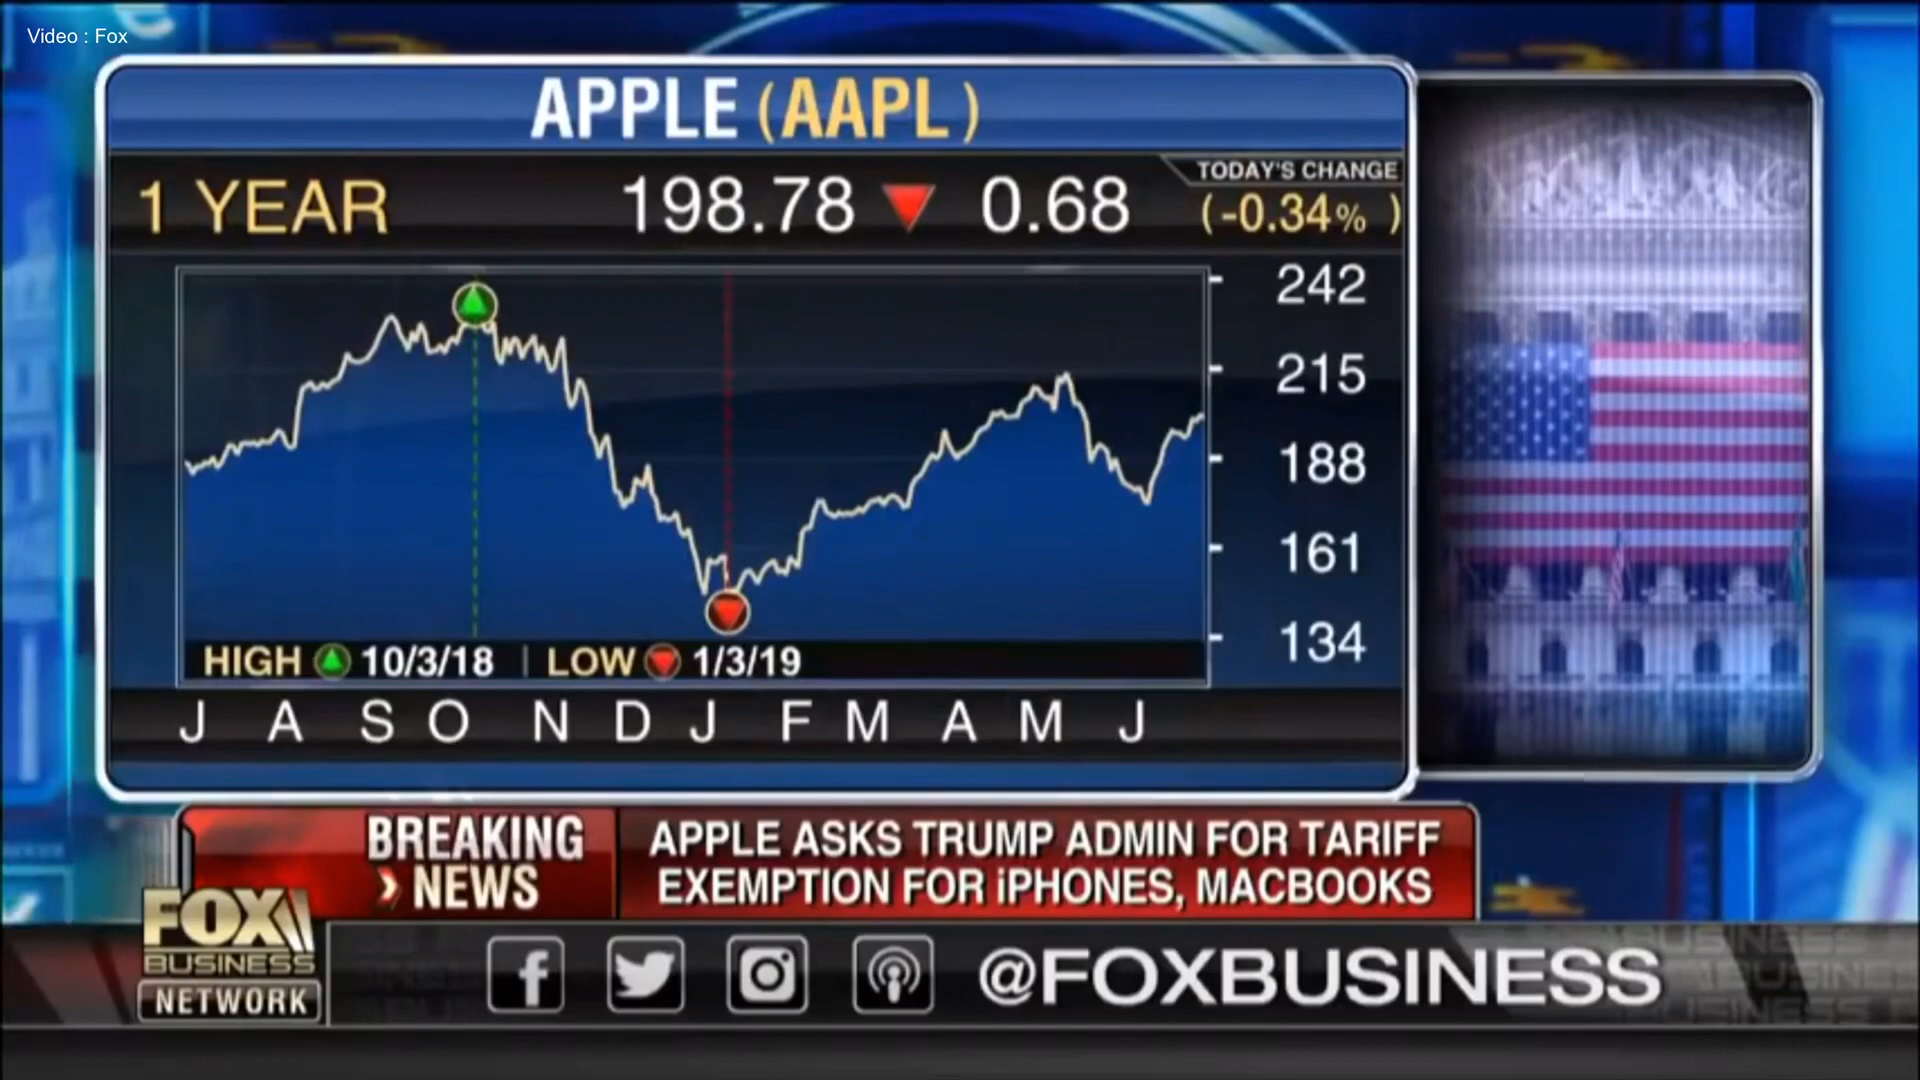 Video : Fox
APPLE (AAPL)
1 YEAR 198.78 ▼ 0.68 TODAY'S CHANGE (-0.34%)
242
215
188
161
134
HIGH ▲ 10/3/18 | LOW ▼ 1/3/19
J A S O N D J F M A M J
BREAKING NEWS
APPLE ASKS TRUMP ADMIN FOR TARIFF
EXEMPTION FOR iPHONES, MACBOOKS
FOX
BUSINESS
NETWORK
@FOXBUSINESS